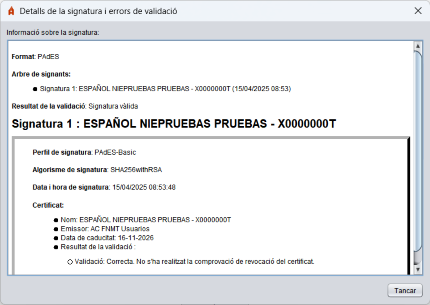 Detalls de la signatura i errors de validació
Informació sobre la signatura:
Format: PAdES
Arbre de signants:
Signatura 1: ESPAÑOL NIEPRUEBAS PRUEBAS - X0000000T (15/04/2025 08:53)
Resultat de la validació: Signatura vàlida
Signatura 1 : ESPAÑOL NIEPRUEBAS PRUEBAS - X0000000T
Perfil de signatura: PAdES-Basic
Algorisme de signatura: SHA256withRSA
Data i hora de signatura: 15/04/2025 08:53:48
Certificat:
Nom: ESPAÑOL NIEPRUEBAS PRUEBAS - X0000000T
Emissor: AC FNMT Usuarios
Data de caducitat: 16-11-2026
Resultat de la validació :
Validació: Correcta. No s'ha realitzat la comprovació de revocació del certificat.
Tancar